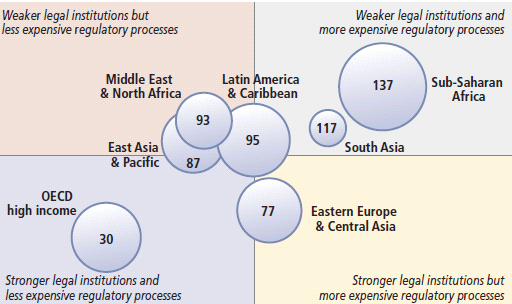 Weaker legal institutions but
less expensive regulatory processes
Weaker legal institutions and
more expensive regulatory processes
Middle East
& North Africa
Latin America
& Caribbean
137
Sub-Saharan
Africa
93
95
117
South Asia
East Asia
& Pacific
87
OECD
high income
30
77
Eastern Europe
& Central Asia
Stronger legal institutions and
less expensive regulatory processes
Stronger legal institutions but
more expensive regulatory processes